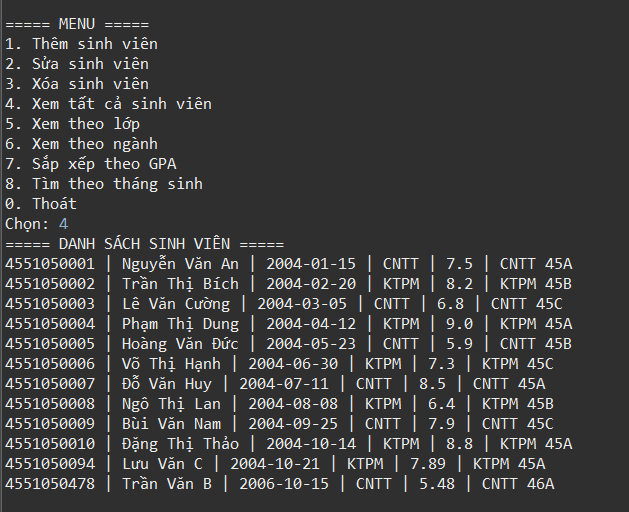 ===== MENU =====
1. Thêm sinh viên
2. Sửa sinh viên
3. Xóa sinh viên
4. Xem tất cả sinh viên
5. Xem theo lớp
6. Xem theo ngành
7. Sắp xếp theo GPA
8. Tìm theo tháng sinh
0. Thoát
Chọn: 4
===== DANH SÁCH SINH VIÊN =====
4551050001 | Nguyễn Văn An | 2004-01-15 | CNTT | 7.5 | CNTT 45A
4551050002 | Trần Thị Bích | 2004-02-20 | KTPM | 8.2 | KTPM 45B
4551050003 | Lê Văn Cường | 2004-03-05 | CNTT | 6.8 | CNTT 45C
4551050004 | Phạm Thị Dung | 2004-04-12 | KTPM | 9.0 | KTPM 45A
4551050005 | Hoàng Văn Đức | 2004-05-23 | CNTT | 5.9 | CNTT 45B
4551050006 | Võ Thị Hạnh | 2004-06-30 | KTPM | 7.3 | KTPM 45C
4551050007 | Đỗ Văn Huy | 2004-07-11 | CNTT | 8.5 | CNTT 45A
4551050008 | Ngô Thị Lan | 2004-08-08 | KTPM | 6.4 | KTPM 45B
4551050009 | Bùi Văn Nam | 2004-09-25 | CNTT | 7.9 | CNTT 45C
4551050010 | Đặng Thị Thảo | 2004-10-14 | KTPM | 8.8 | KTPM 45A
4551050094 | Lưu Văn C | 2004-10-21 | KTPM | 7.89 | KTPM 45A
4551050478 | Trần Văn B | 2006-10-15 | CNTT | 5.48 | CNTT 46A